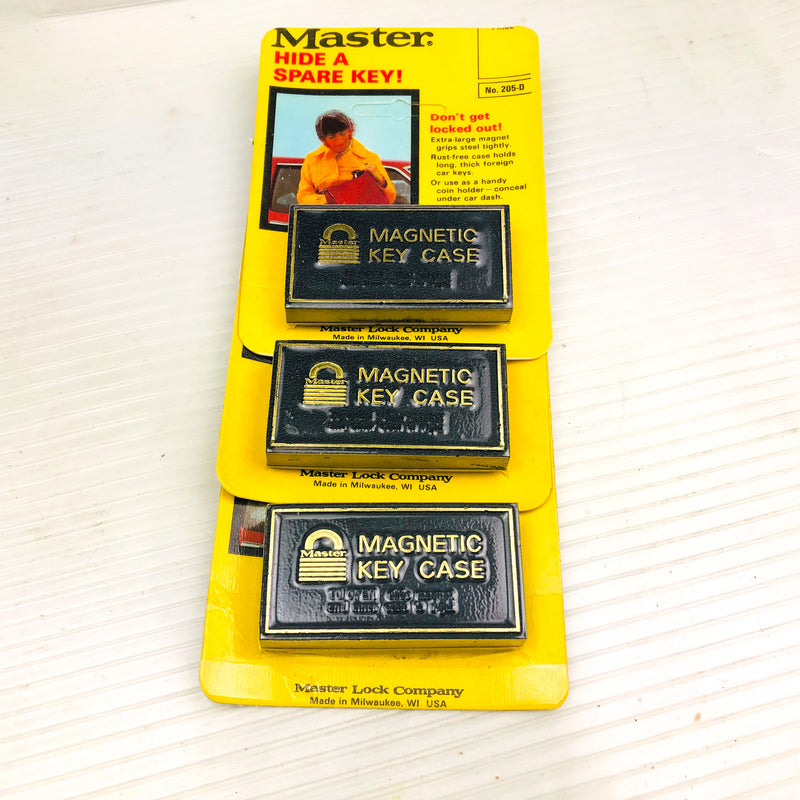 Master®
HIDE A
SPARE KEY!
No. 205-D
Don't get
locked out!
Extra-large magnet
grips steel tightly.
Rust-free case holds
long, thick foreign
car keys.
Or use as a handy
coin holder — conceal
under car dash.
Master
MAGNETIC
KEY CASE
Master Lock Company
Made in Milwaukee, WI USA
Master
MAGNETIC
KEY CASE
Master Lock Company
Made in Milwaukee, WI USA
Master
MAGNETIC
KEY CASE
TO OPEN
Master Lock Company
Made in Milwaukee, WI USA